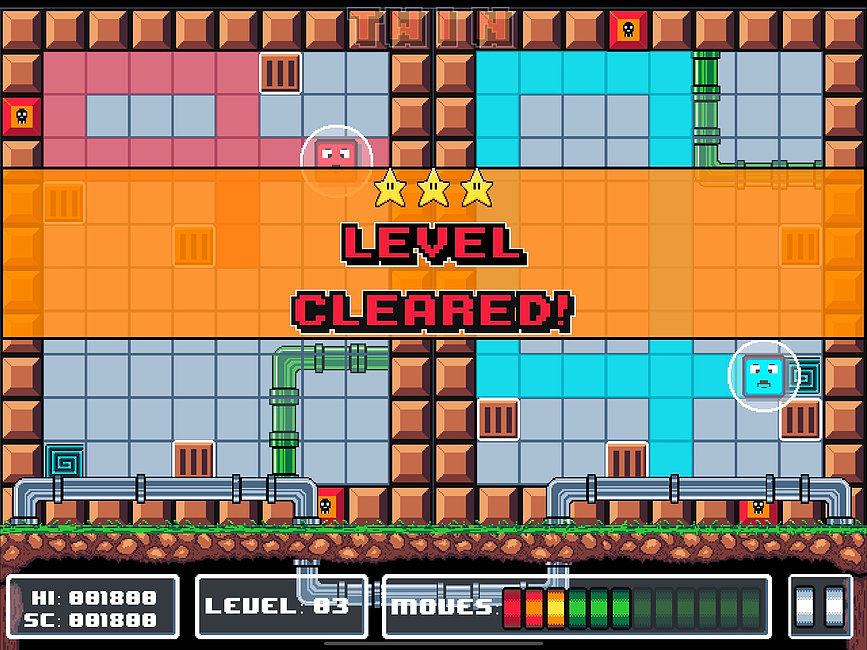 TWIN
LEVEL
CLEARED!
HI: 001800
SC: 001800
LEVEL: 03
MOVES: